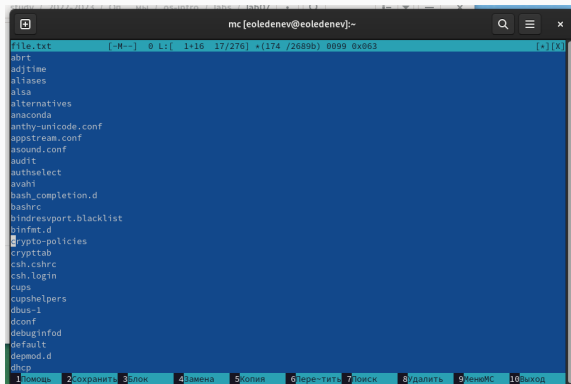 mc [eoledenev@eoledenev]:~
file.txt [-M--] 0 L:[ 1+16 17/276] *(174 /2689b) 0099 0x063 [*][X]
abrt
adjtime
aliases
alsa
alternatives
anaconda
anthy-unicode.conf
appstream.conf
asound.conf
audit
authselect
avahi
bash_completion.d
bashrc
bindresvport.blacklist
binfmt.d
crypto-policies
crypttab
csh.cshrc
csh.login
cups
cupshelpers
dbus-1
dconf
debuginfod
default
depmod.d
dhcp
1Помощь 2Сохранить 3Блок 4Замена 5Копия 6Пере~тить 7Поиск 8Удалить 9МенюMC 10Выход